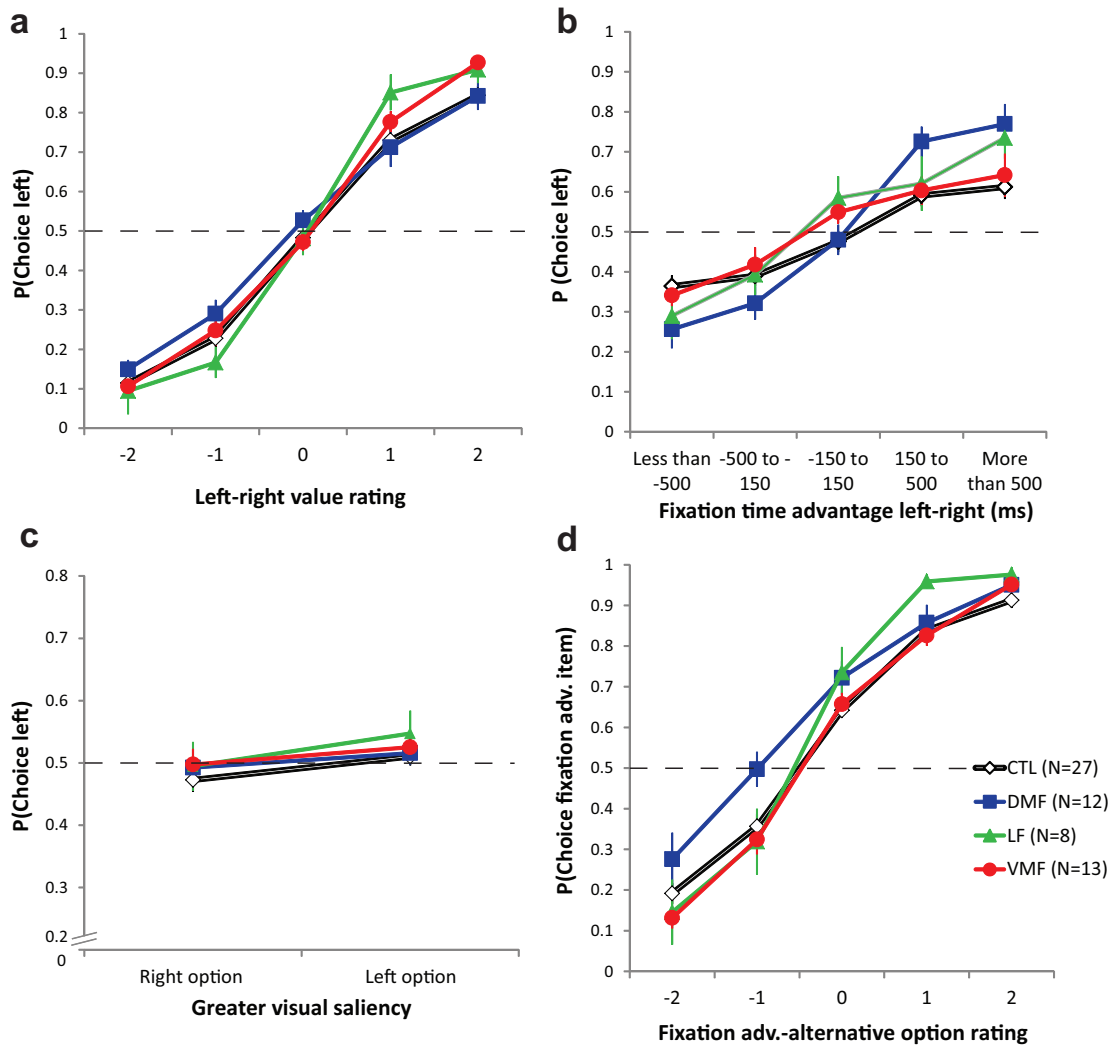 a
P(Choice left)
1
0.9
0.8
0.7
0.6
0.5
0.4
0.3
0.2
0.1
0
-2 -1 0 1 2
Left-right value rating
b
P (Choice left)
1
0.9
0.8
0.7
0.6
0.5
0.4
0.3
0.2
0.1
0
Less than -500 to - -150 to 150 to More
-500 150 150 500 than 500
Fixation time advantage left-right (ms)
c
P(Choice left)
0.8
0.7
0.6
0.5
0.4
0.3
0.2
0
Right option Left option
Greater visual saliency
d
P(Choice fixation adv. item)
1
0.9
0.8
0.7
0.6
0.5
0.4
0.3
0.2
0.1
0
CTL (N=27)
DMF (N=12)
LF (N=8)
VMF (N=13)
-2 -1 0 1 2
Fixation adv.-alternative option rating